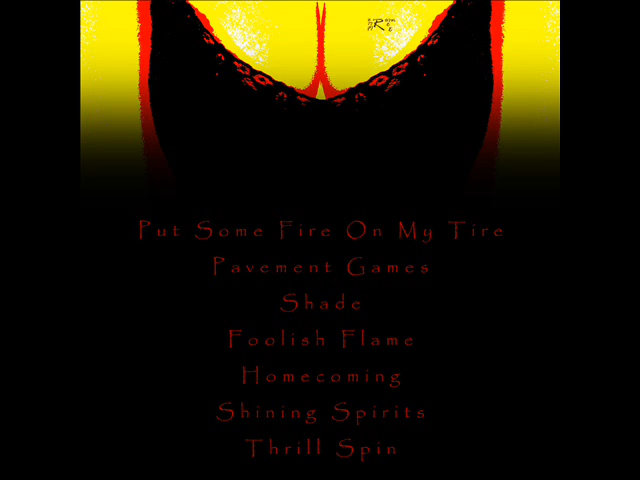 Put Some Fire On My Tire
Pavement Games
Shade
Foolish Flame
Homecoming
Shining Spirits
Thrill Spin